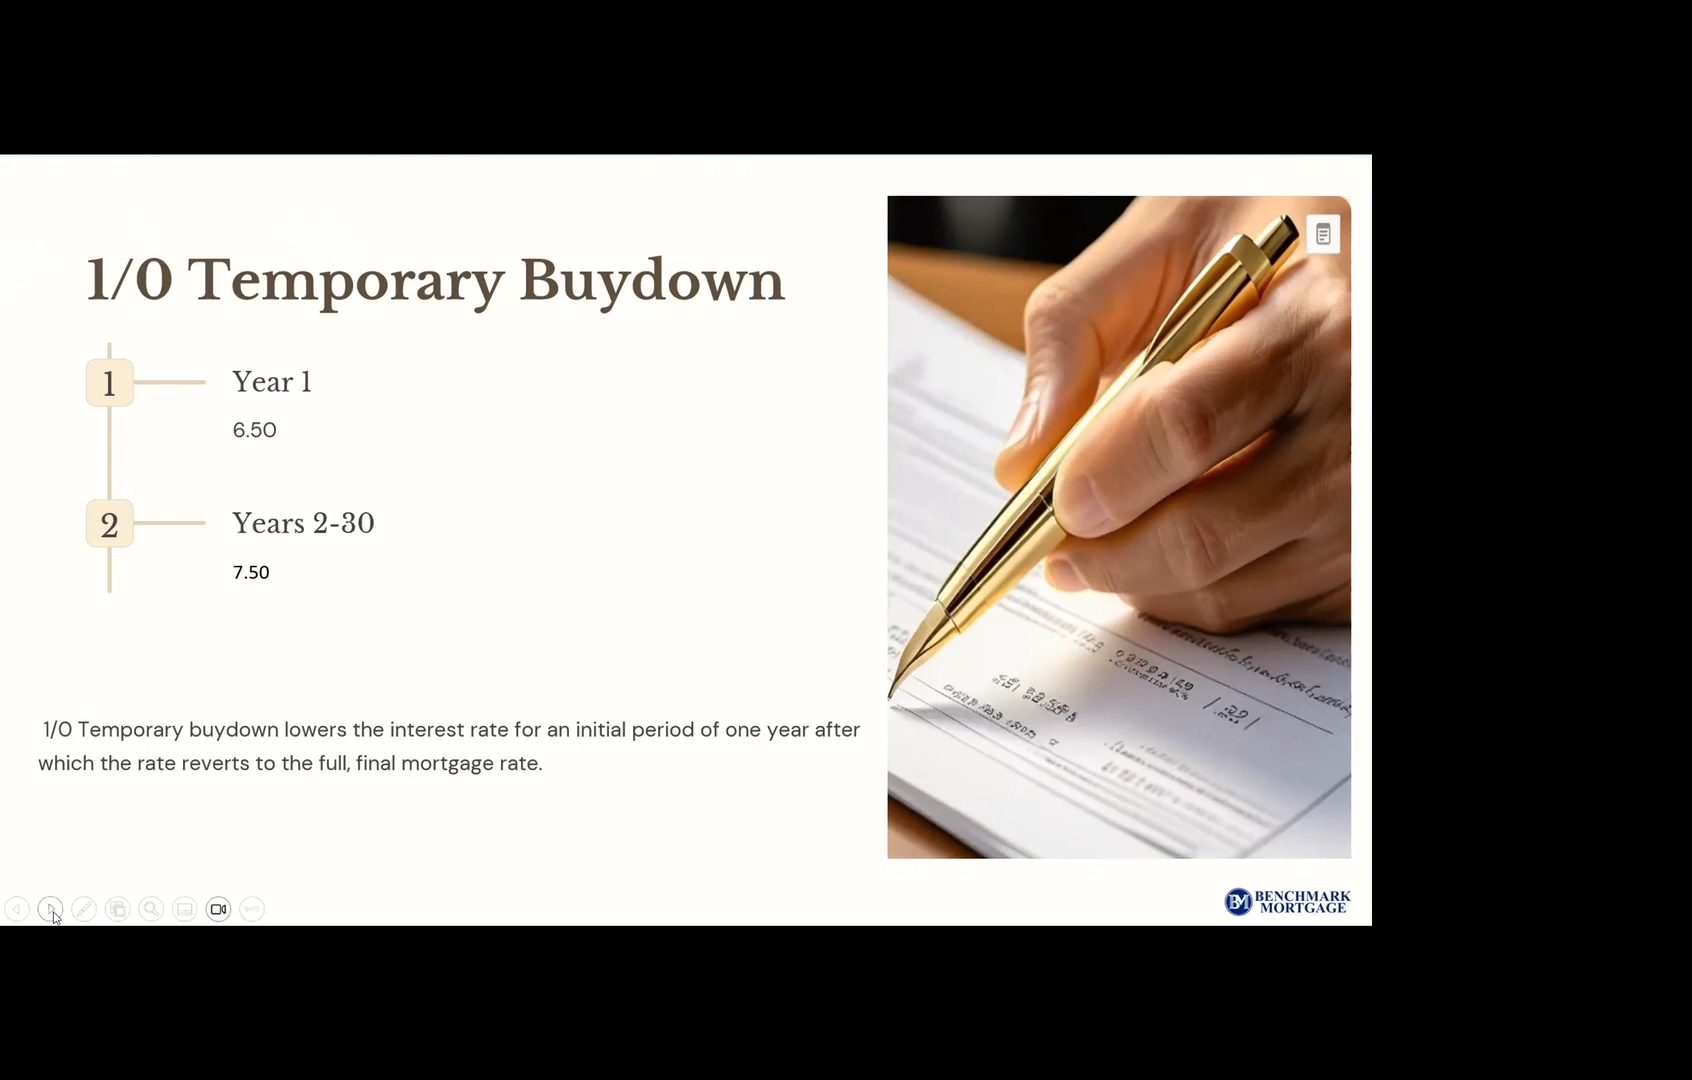 1/0 Temporary Buydown
1
Year 1
6.50
2
Years 2-30
7.50
1/0 Temporary buydown lowers the interest rate for an initial period of one year after
which the rate reverts to the full, final mortgage rate.
BM BENCHMARK
MORTGAGE